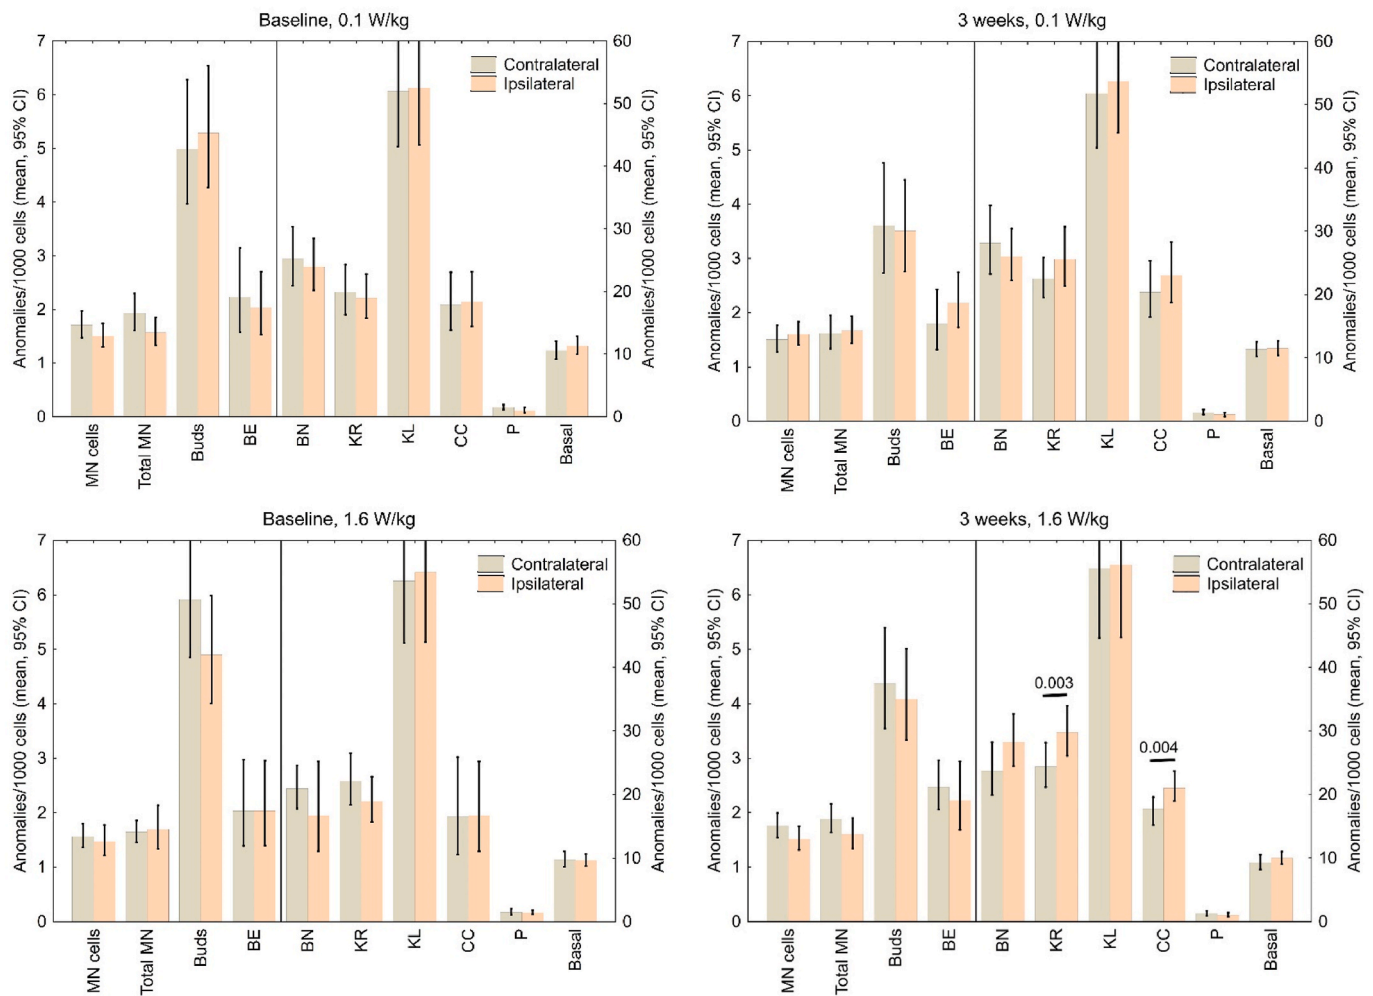 Baseline, 0.1 W/kg
7
6
5
4
3
2
1
0
Anomalies/1000 cells (mean, 95% CI)
60
50
40
30
20
10
0
Anomalies/1000 cells (mean, 95% CI)
Contralateral
Ipsilateral
MN cells
Total MN
Buds
BE
BN
KR
KL
CC
P
Basal
3 weeks, 0.1 W/kg
7
6
5
4
3
2
1
0
Anomalies/1000 cells (mean, 95% CI)
60
50
40
30
20
10
0
Anomalies/1000 cells (mean, 95% CI)
Contralateral
Ipsilateral
MN cells
Total MN
Buds
BE
BN
KR
KL
CC
P
Basal
Baseline, 1.6 W/kg
7
6
5
4
3
2
1
0
Anomalies/1000 cells (mean, 95% CI)
60
50
40
30
20
10
0
Anomalies/1000 cells (mean, 95% CI)
Contralateral
Ipsilateral
MN cells
Total MN
Buds
BE
BN
KR
KL
CC
P
Basal
3 weeks, 1.6 W/kg
7
6
5
4
3
2
1
0
Anomalies/1000 cells (mean, 95% CI)
60
50
40
30
20
10
0
Anomalies/1000 cells (mean, 95% CI)
Contralateral
Ipsilateral
0.003
0.004
MN cells
Total MN
Buds
BE
BN
KR
KL
CC
P
Basal